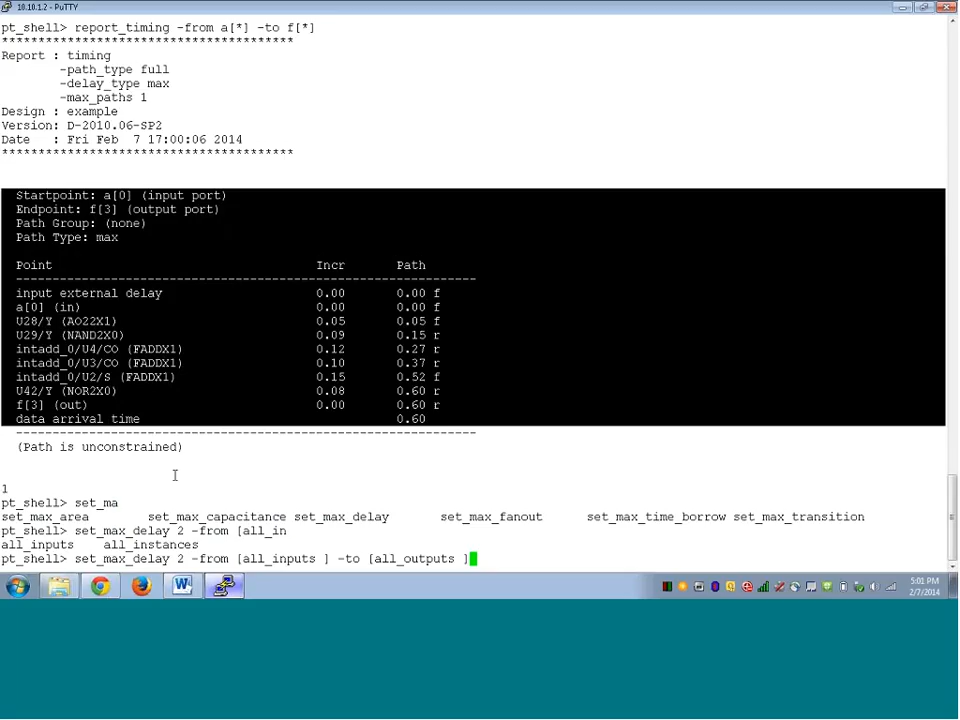 10.10.1.2 - PuTTY
pt_shell> report_timing -from a[*] -to f[*]
****************************************
Report : timing
        -path_type full
        -delay_type max
        -max_paths 1
Design : example
Version: D-2010.06-SP2
Date   : Fri Feb  7 17:00:06 2014
****************************************
  Startpoint: a[0] (input port)
  Endpoint: f[3] (output port)
  Path Group: (none)
  Path Type: max
  Point                                    Incr       Path
  ---------------------------------------------------------------
  input external delay                     0.00       0.00 f
  a[0] (in)                                0.00       0.00 f
  U28/Y (AO22X1)                           0.05       0.05 f
  U29/Y (NAND2X0)                          0.09       0.15 r
  intadd_0/U4/CO (FADDX1)                  0.12       0.27 r
  intadd_0/U3/CO (FADDX1)                  0.10       0.37 r
  intadd_0/U2/S (FADDX1)                   0.15       0.52 f
  U42/Y (NOR2X0)                           0.08       0.60 r
  f[3] (out)                               0.00       0.60 r
  data arrival time                                   0.60
  ---------------------------------------------------------------
  (Path is unconstrained)
1
pt_shell> set_ma
set_max_area        set_max_capacitance set_max_delay       set_max_fanout      set_max_time_borrow set_max_transition
pt_shell> set_max_delay 2 -from [all_in
all_inputs    all_instances
pt_shell> set_max_delay 2 -from [all_inputs ] -to [all_outputs ]
5:01 PM
2/7/2014